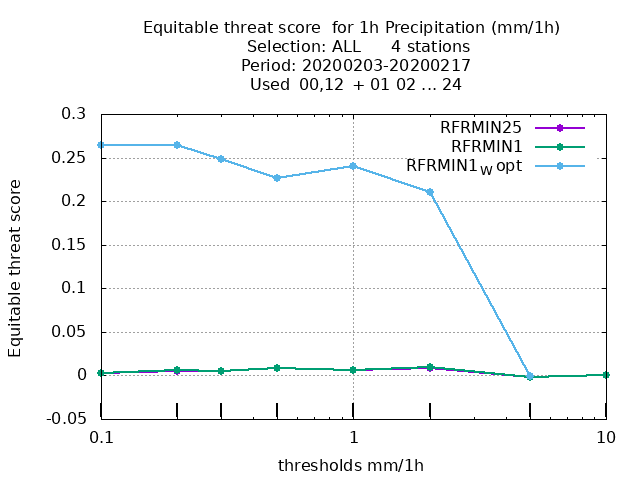 Equitable threat score  for 1h Precipitation (mm/1h)
Selection: ALL      4 stations
Period: 20200203-20200217
Used  00,12  + 01 02 ... 24
RFRMIN25
RFRMIN1
RFRMIN1W opt
0.3
0.25
0.2
0.15
0.1
0.05
0
-0.05
Equitable threat score
0.1 1 10
thresholds mm/1h